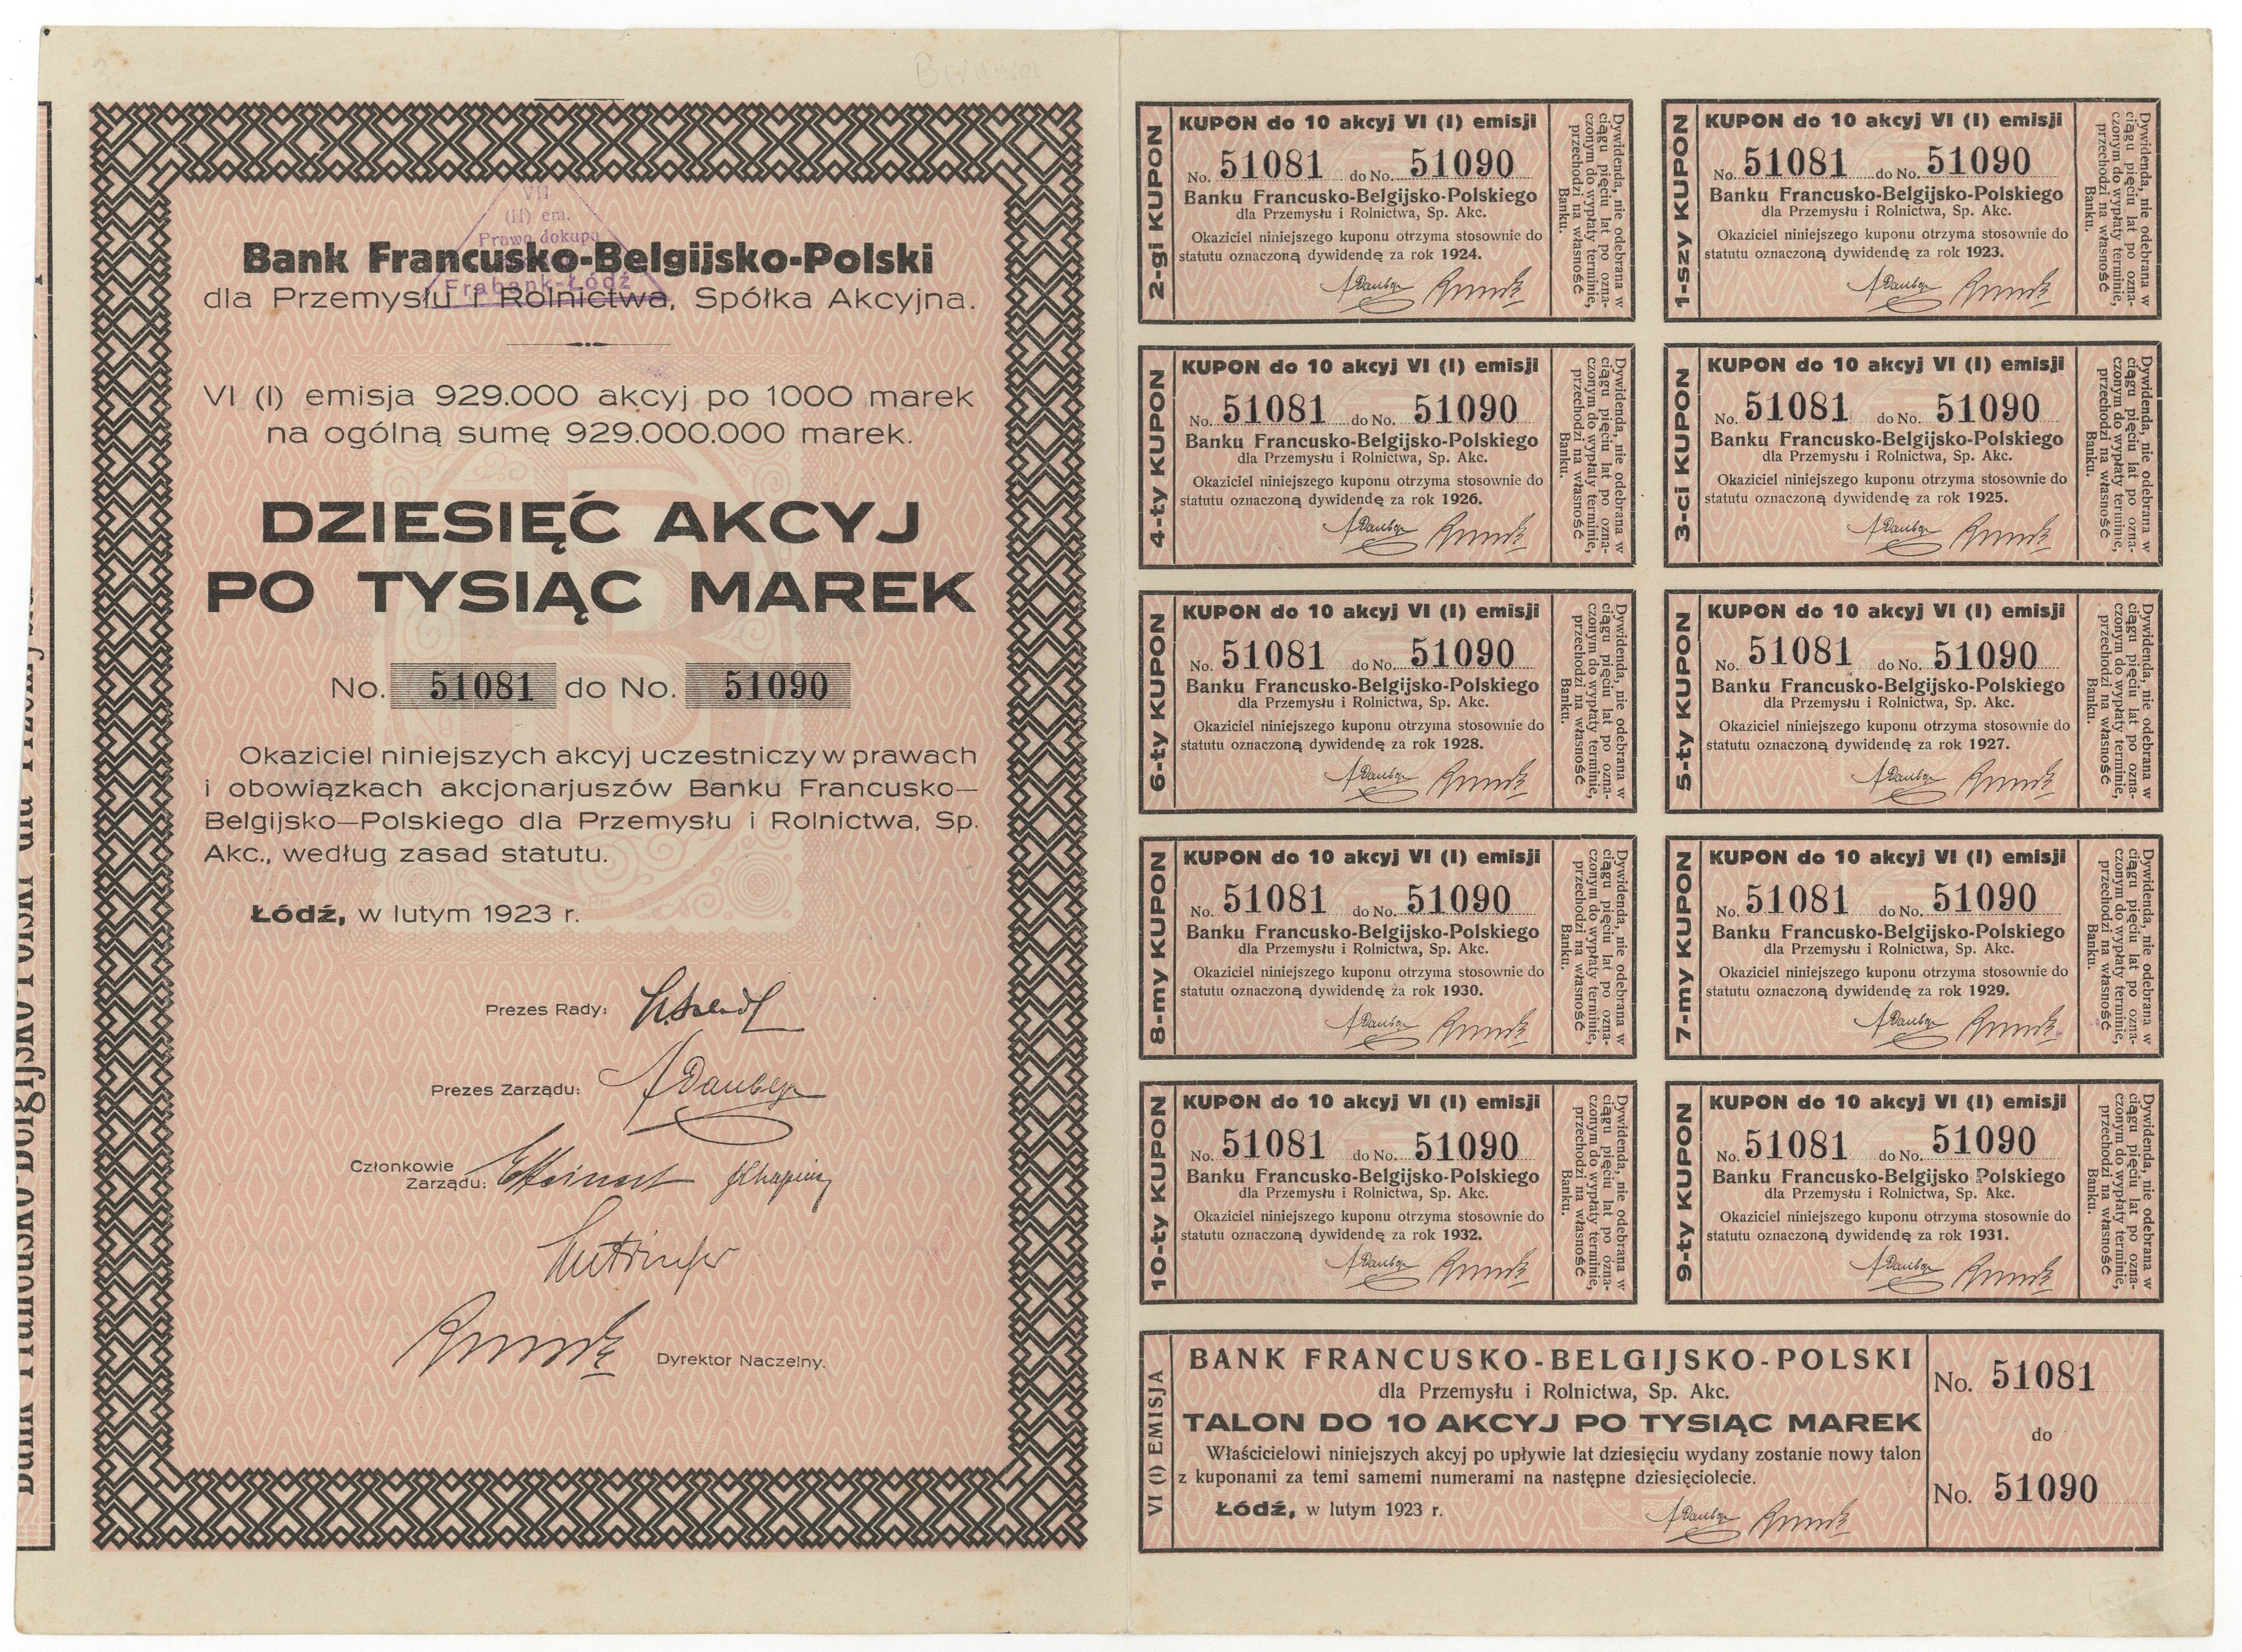 VII
(II) em.
Prawo dokupu
Frabank-Łódź
Bank Francusko-Belgijsko-Polski
dla Przemysłu i Rolnictwa, Spółka Akcyjna.
VI (I) emisja 929.000 akcyj po 1000 marek
na ogólną sumę 929.000.000 marek.
DZIESIĘĆ AKCYJ
PO TYSIĄC MAREK
No. 51081 do No. 51090
Okaziciel niniejszych akcyj uczestniczy w prawach
i obowiązkach akcjonarjuszów Banku Francusko—
Belgijsko—Polskiego dla Przemysłu i Rolnictwa, Sp.
Akc., według zasad statutu.
Łódź, w lutym 1923 r.
Prezes Rady:
Prezes Zarządu:
Członkowie
Zarządu:
Dyrektor Naczelny.
2-gi KUPON
KUPON do 10 akcyj VI (I) emisji
No. 51081 do No. 51090
Banku Francusko-Belgijsko-Polskiego
dla Przemysłu i Rolnictwa, Sp. Akc.
Okaziciel niniejszego kuponu otrzyma stosownie do
statutu oznaczoną dywidendę za rok 1924.
Dywidenda, nie odebrana w
ciągu pięciu lat po ozna-
czonym do wypłaty terminie,
przechodzi na własność
Banku.
1-szy KUPON
KUPON do 10 akcyj VI (I) emisji
No. 51081 do No. 51090
Banku Francusko-Belgijsko-Polskiego
dla Przemysłu i Rolnictwa, Sp. Akc.
Okaziciel niniejszego kuponu otrzyma stosownie do
statutu oznaczoną dywidendę za rok 1923.
Dywidenda, nie odebrana w
ciągu pięciu lat po ozna-
czonym do wypłaty terminie,
przechodzi na własność
Banku.
4-ty KUPON
KUPON do 10 akcyj VI (I) emisji
No. 51081 do No. 51090
Banku Francusko-Belgijsko-Polskiego
dla Przemysłu i Rolnictwa, Sp. Akc.
Okaziciel niniejszego kuponu otrzyma stosownie do
statutu oznaczoną dywidendę za rok 1926.
Dywidenda, nie odebrana w
ciągu pięciu lat po ozna-
czonym do wypłaty terminie,
przechodzi na własność
Banku.
3-ci KUPON
KUPON do 10 akcyj VI (I) emisji
No. 51081 do No. 51090
Banku Francusko-Belgijsko-Polskiego
dla Przemysłu i Rolnictwa, Sp. Akc.
Okaziciel niniejszego kuponu otrzyma stosownie do
statutu oznaczoną dywidendę za rok 1925.
Dywidenda, nie odebrana w
ciągu pięciu lat po ozna-
czonym do wypłaty terminie,
przechodzi na własność
Banku.
6-ty KUPON
KUPON do 10 akcyj VI (I) emisji
No. 51081 do No. 51090
Banku Francusko-Belgijsko-Polskiego
dla Przemysłu i Rolnictwa, Sp. Akc.
Okaziciel niniejszego kuponu otrzyma stosownie do
statutu oznaczoną dywidendę za rok 1928.
Dywidenda, nie odebrana w
ciągu pięciu lat po ozna-
czonym do wypłaty terminie,
przechodzi na własność
Banku.
5-ty KUPON
KUPON do 10 akcyj VI (I) emisji
No. 51081 do No. 51090
Banku Francusko-Belgijsko-Polskiego
dla Przemysłu i Rolnictwa, Sp. Akc.
Okaziciel niniejszego kuponu otrzyma stosownie do
statutu oznaczoną dywidendę za rok 1927.
Dywidenda, nie odebrana w
ciągu pięciu lat po ozna-
czonym do wypłaty terminie,
przechodzi na własność
Banku.
8-my KUPON
KUPON do 10 akcyj VI (I) emisji
No. 51081 do No. 51090
Banku Francusko-Belgijsko-Polskiego
dla Przemysłu i Rolnictwa, Sp. Akc.
Okaziciel niniejszego kuponu otrzyma stosownie do
statutu oznaczoną dywidendę za rok 1930.
Dywidenda, nie odebrana w
ciągu pięciu lat po ozna-
czonym do wypłaty terminie,
przechodzi na własność
Banku.
7-my KUPON
KUPON do 10 akcyj VI (I) emisji
No. 51081 do No. 51090
Banku Francusko-Belgijsko-Polskiego
dla Przemysłu i Rolnictwa, Sp. Akc.
Okaziciel niniejszego kuponu otrzyma stosownie do
statutu oznaczoną dywidendę za rok 1929.
Dywidenda, nie odebrana w
ciągu pięciu lat po ozna-
czonym do wypłaty terminie,
przechodzi na własność
Banku.
10-ty KUPON
KUPON do 10 akcyj VI (I) emisji
No. 51081 do No. 51090
Banku Francusko-Belgijsko-Polskiego
dla Przemysłu i Rolnictwa, Sp. Akc.
Okaziciel niniejszego kuponu otrzyma stosownie do
statutu oznaczoną dywidendę za rok 1932.
Dywidenda, nie odebrana w
ciągu pięciu lat po ozna-
czonym do wypłaty terminie,
przechodzi na własność
Banku.
9-ty KUPON
KUPON do 10 akcyj VI (I) emisji
No. 51081 do No. 51090
Banku Francusko-Belgijsko Polskiego
dla Przemysłu i Rolnictwa, Sp. Akc.
Okaziciel niniejszego kuponu otrzyma stosownie do
statutu oznaczoną dywidendę za rok 1931.
Dywidenda, nie odebrana w
ciągu pięciu lat po ozna-
czonym do wypłaty terminie,
przechodzi na własność
Banku.
VI (I) EMISJA
BANK FRANCUSKO-BELGIJSKO-POLSKI
dla Przemysłu i Rolnictwa, Sp. Akc.
TALON DO 10 AKCYJ PO TYSIĄC MAREK
Właścicielowi niniejszych akcyj po upływie lat dziesięciu wydany zostanie nowy talon
z kuponami za temi samemi numerami na następne dziesięciolecie.
Łódź, w lutym 1923 r.
No. 51081
do
No. 51090